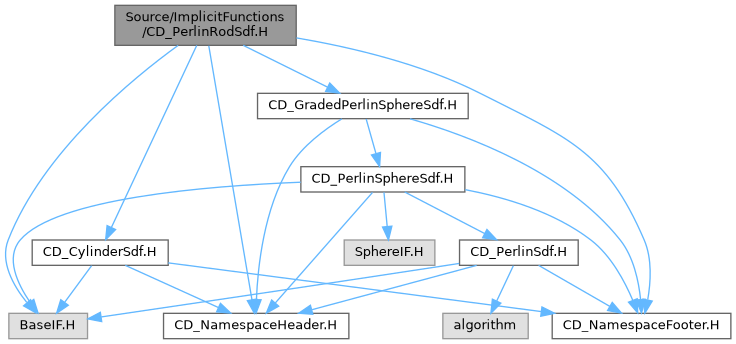 Source/ImplicitFunctions
/CD_PerlinRodSdf.H
CD_GradedPerlinSphereSdf.H
CD_PerlinSphereSdf.H
CD_CylinderSdf.H
SphereIF.H
CD_PerlinSdf.H
BaseIF.H
CD_NamespaceHeader.H
algorithm
CD_NamespaceFooter.H